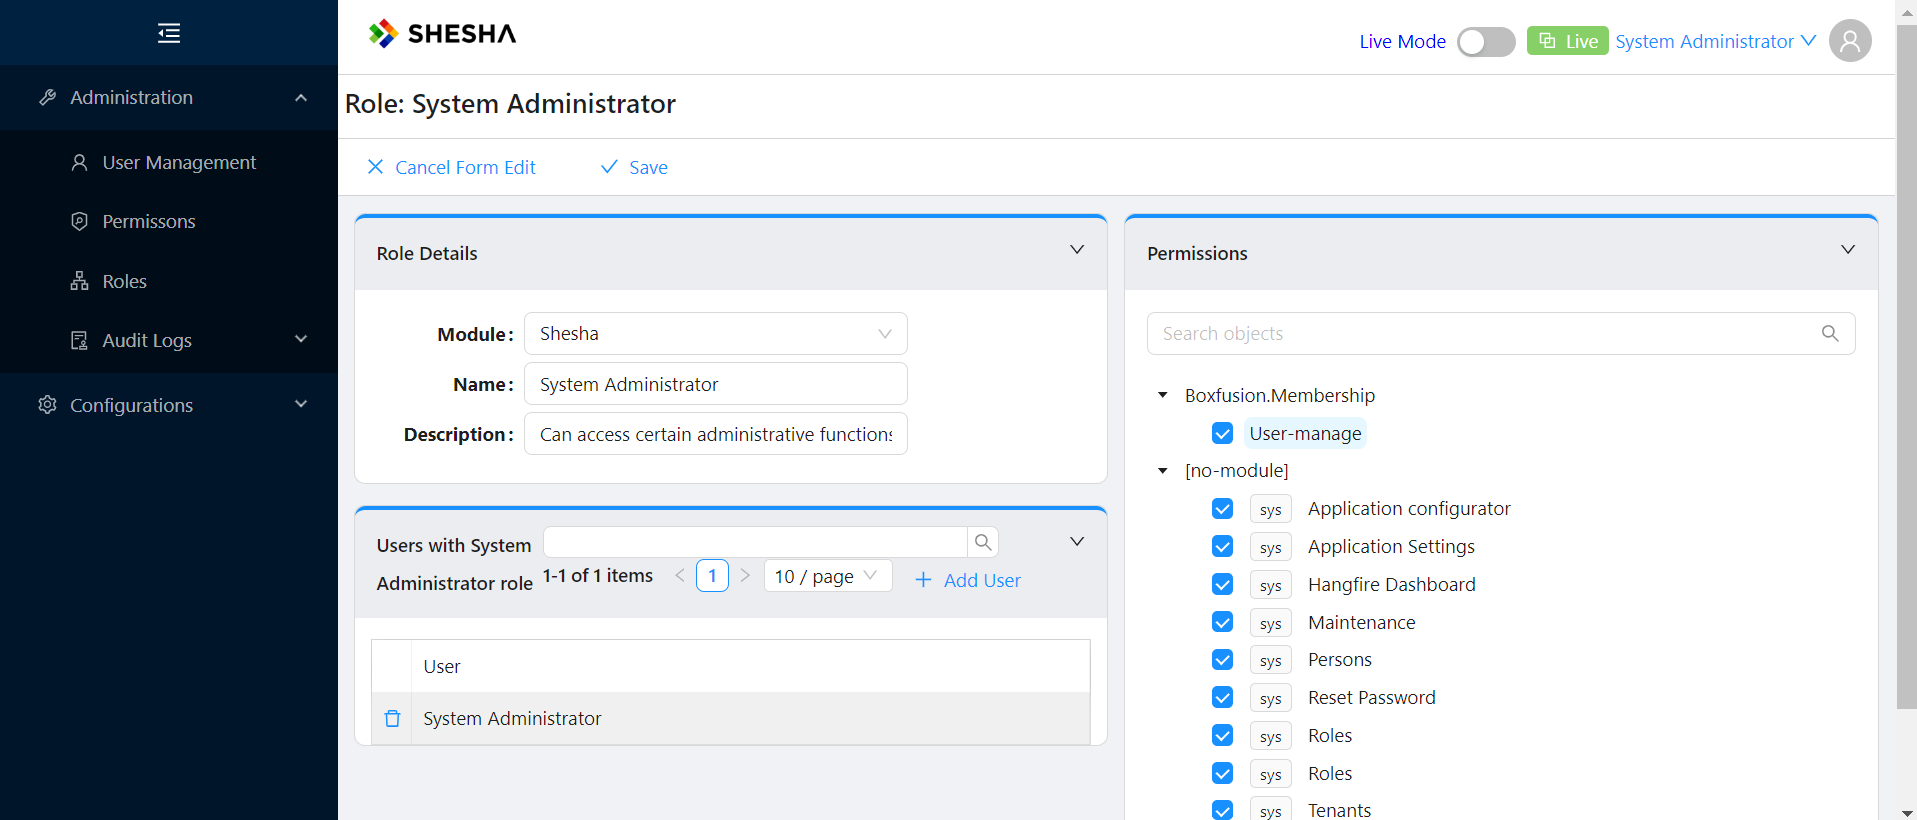 SHESHA
Live Mode
Live
System Administrator
Administration
User Management
Permissons
Roles
Audit Logs
Configurations
Role: System Administrator
Cancel Form Edit
Save
Role Details
Module:
Shesha
Name:
System Administrator
Description:
Can access certain administrative functions
Users with System
Administrator role
1-1 of 1 items
1
10 / page
Add User
User
System Administrator
Permissions
Search objects
Boxfusion.Membership
User-manage
[no-module]
sys Application configurator
sys Application Settings
sys Hangfire Dashboard
sys Maintenance
sys Persons
sys Reset Password
sys Roles
sys Roles
sys Tenants